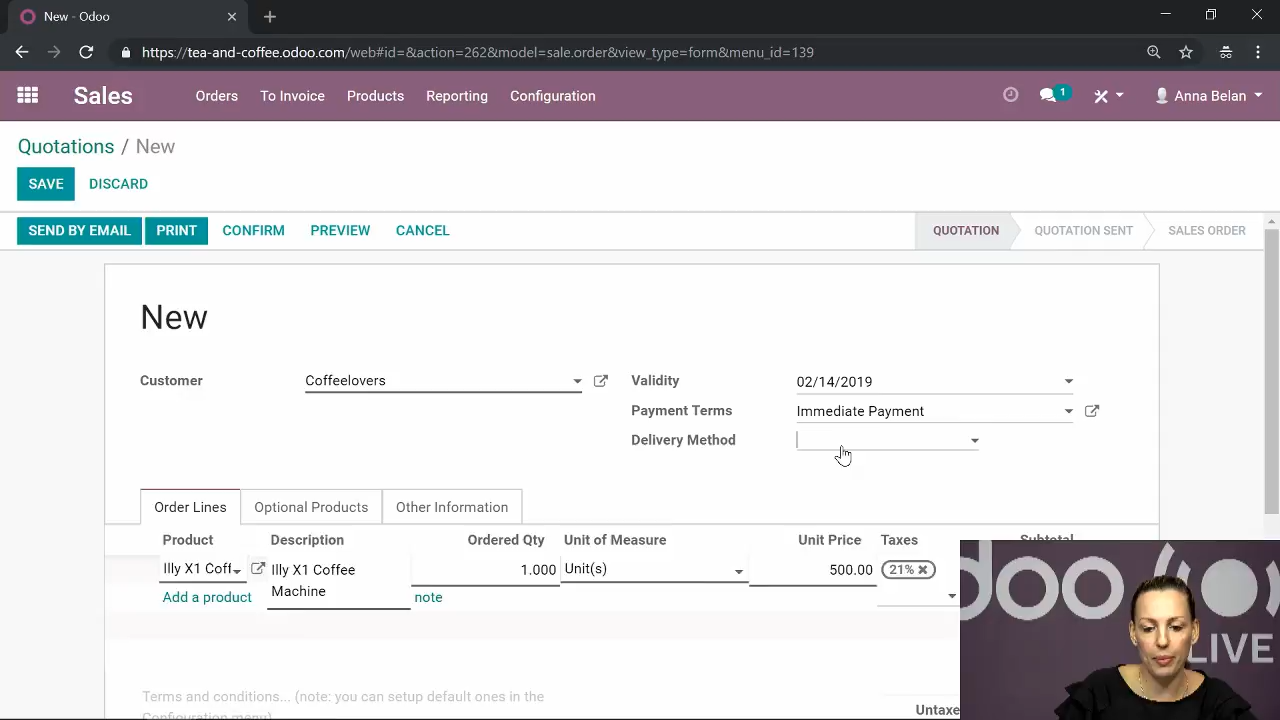 New - Odoo
https://tea-and-coffee.odoo.com/web#id=&action=262&model=sale.order&view_type=form&menu_id=139
Sales Orders To Invoice Products Reporting Configuration 1 Anna Belan
Quotations / New
SAVE DISCARD
SEND BY EMAIL PRINT CONFIRM PREVIEW CANCEL QUOTATION QUOTATION SENT SALES ORDER
New
Customer Coffeelovers Validity 02/14/2019
Payment Terms Immediate Payment
Delivery Method
Order Lines Optional Products Other Information
Product Description Ordered Qty Unit of Measure Unit Price Taxes Subtotal
Illy X1 Coff Illy X1 Coffee 1.000 Unit(s) 500.00 21%
Machine
Add a product note
Terms and conditions... (note: you can setup default ones in the
Configuration menu)
Untaxe
odoo
LIVE